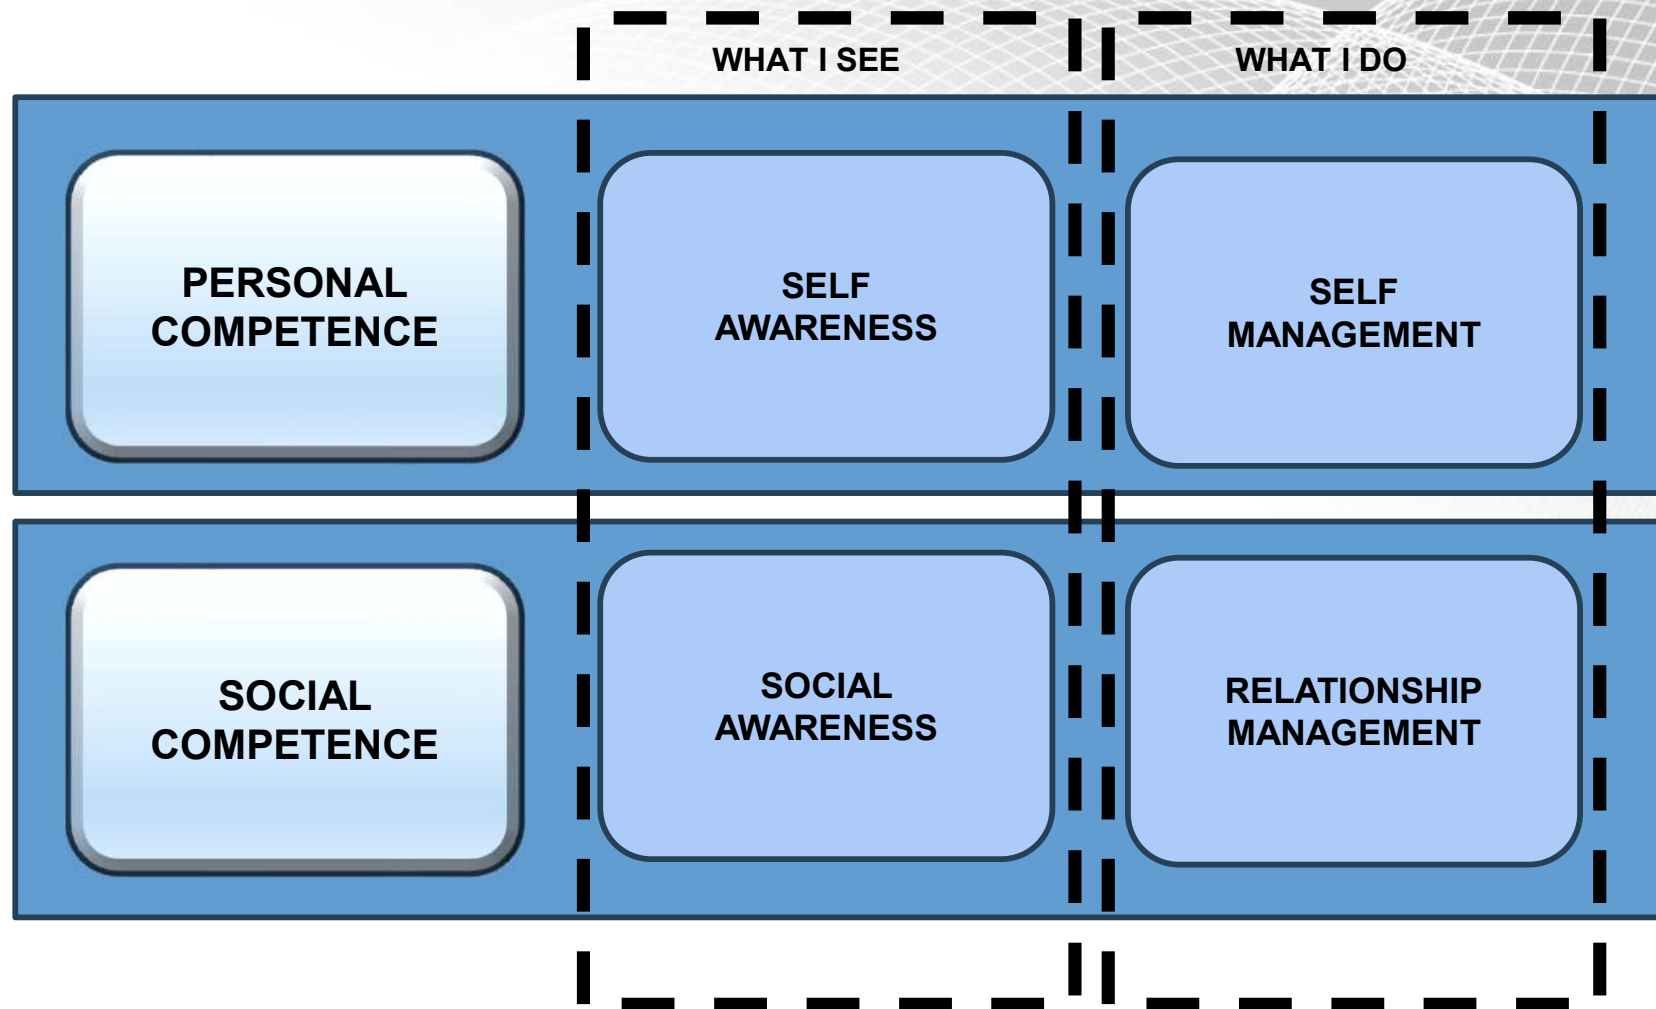 WHAT I SEE
WHAT I DO
PERSONAL
COMPETENCE
SELF
AWARENESS
SELF
MANAGEMENT
SOCIAL
COMPETENCE
SOCIAL
AWARENESS
RELATIONSHIP
MANAGEMENT